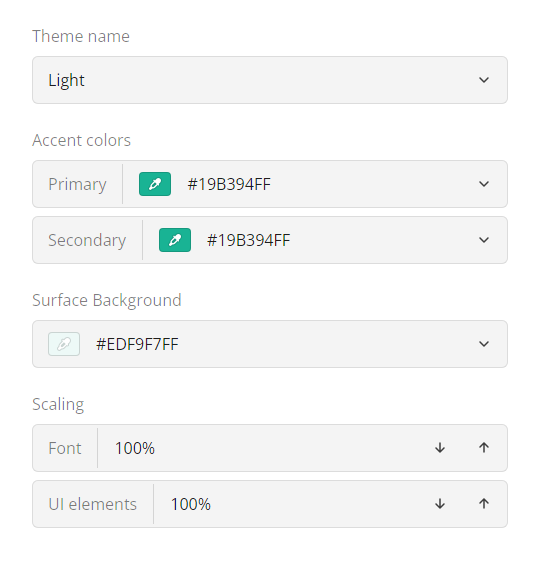 Theme name
Light
Accent colors
Primary #19B394FF
Secondary #19B394FF
Surface Background
#EDF9F7FF
Scaling
Font 100%
UI elements 100%